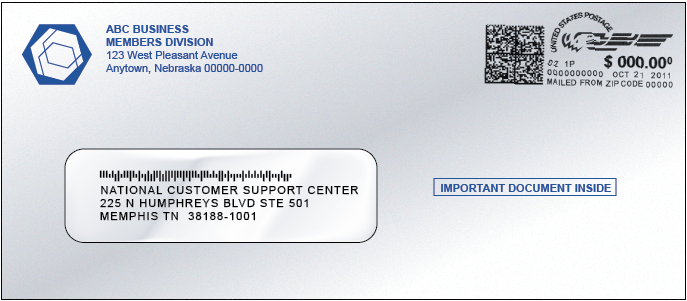 ABC BUSINESS
MEMBERS DIVISION
123 West Pleasant Avenue
Anytown, Nebraska 00000-0000
UNITED STATES POSTAGE
02 1P $ 000.00⁰
0000000000 OCT 21 2011
MAILED FROM ZIP CODE 00000
NATIONAL CUSTOMER SUPPORT CENTER
225 N HUMPHREYS BLVD STE 501
MEMPHIS TN 38188-1001
IMPORTANT DOCUMENT INSIDE